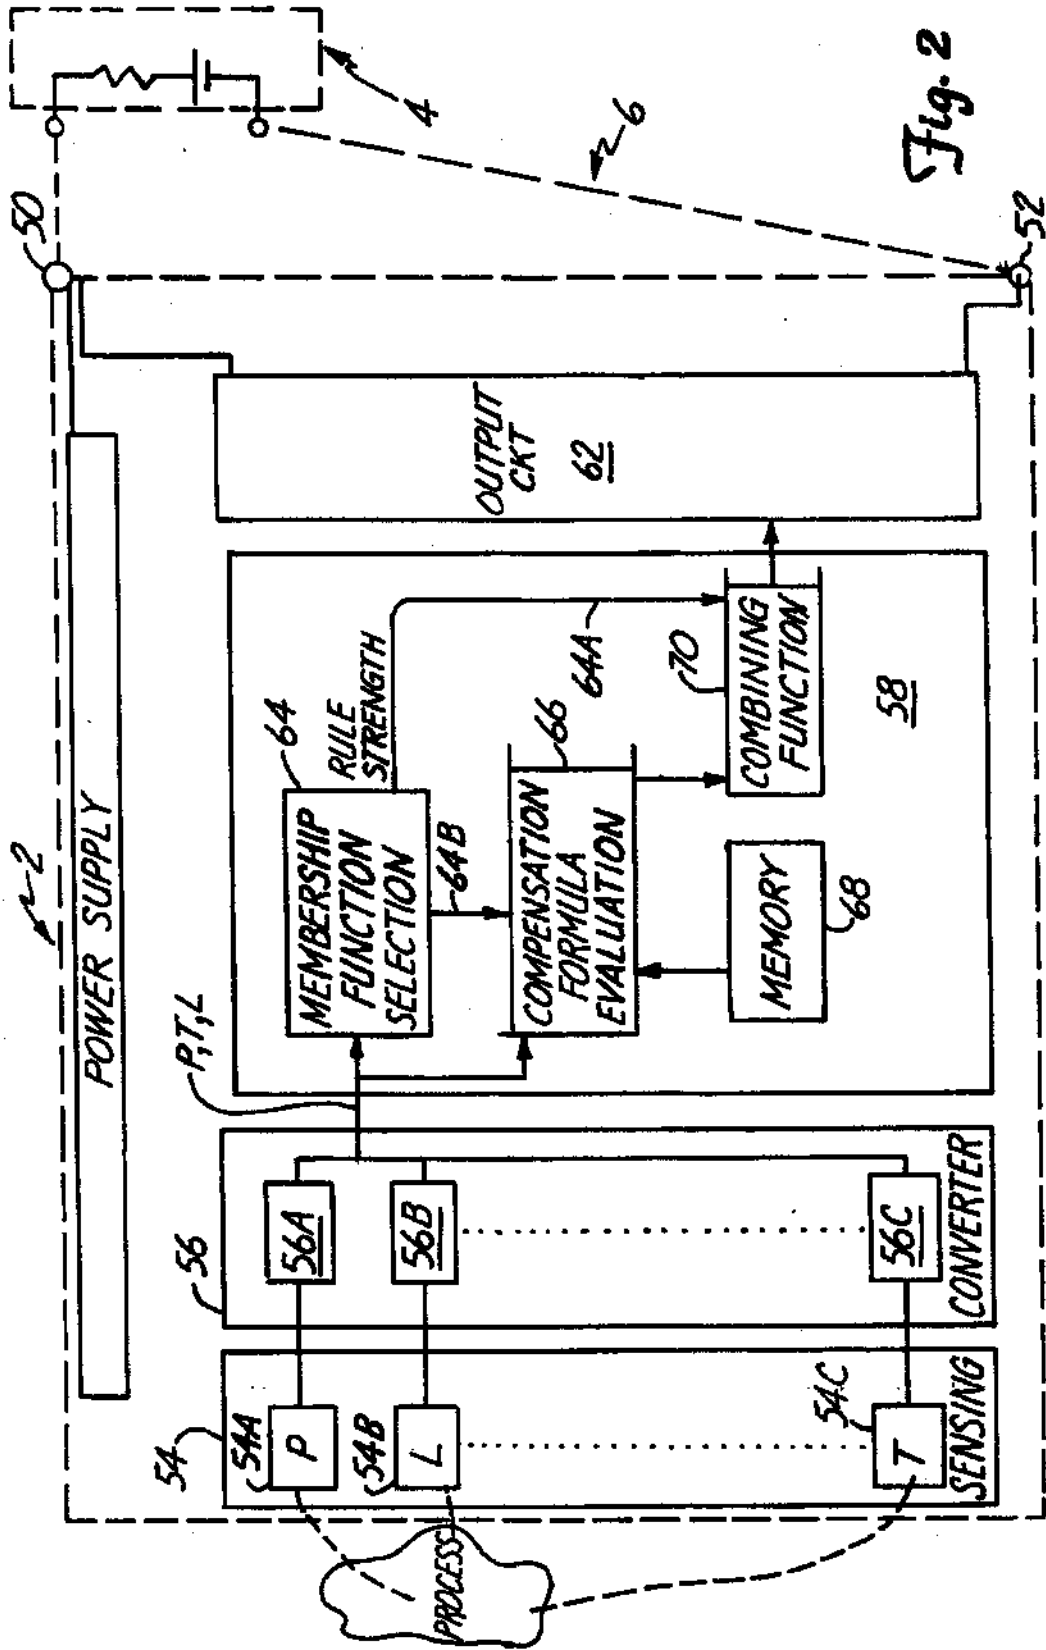 2
POWER SUPPLY
50
4
6
52
54
54A
P
54B
L
54C
T
SENSING
PROCESS
56
56A
56B
56C
CONVERTER
P,T,L
MEMBERSHIP
FUNCTION
SELECTION
64
RULE
STRENGTH
64A
64B
COMPENSATION
FORMULA
EVALUATION
66
MEMORY
68
70
COMBINING
FUNCTION
58
OUTPUT
CKT
62
Fig. 2